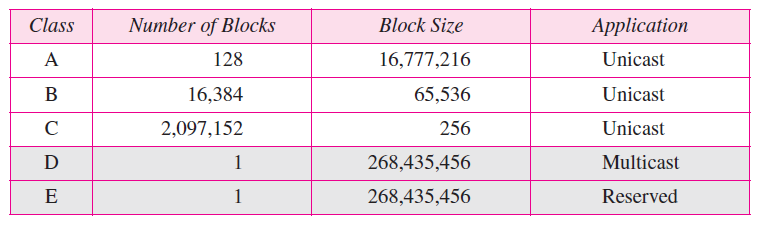 Class Number of Blocks Block Size Application
A 128 16,777,216 Unicast
B 16,384 65,536 Unicast
C 2,097,152 256 Unicast
D 1 268,435,456 Multicast
E 1 268,435,456 Reserved